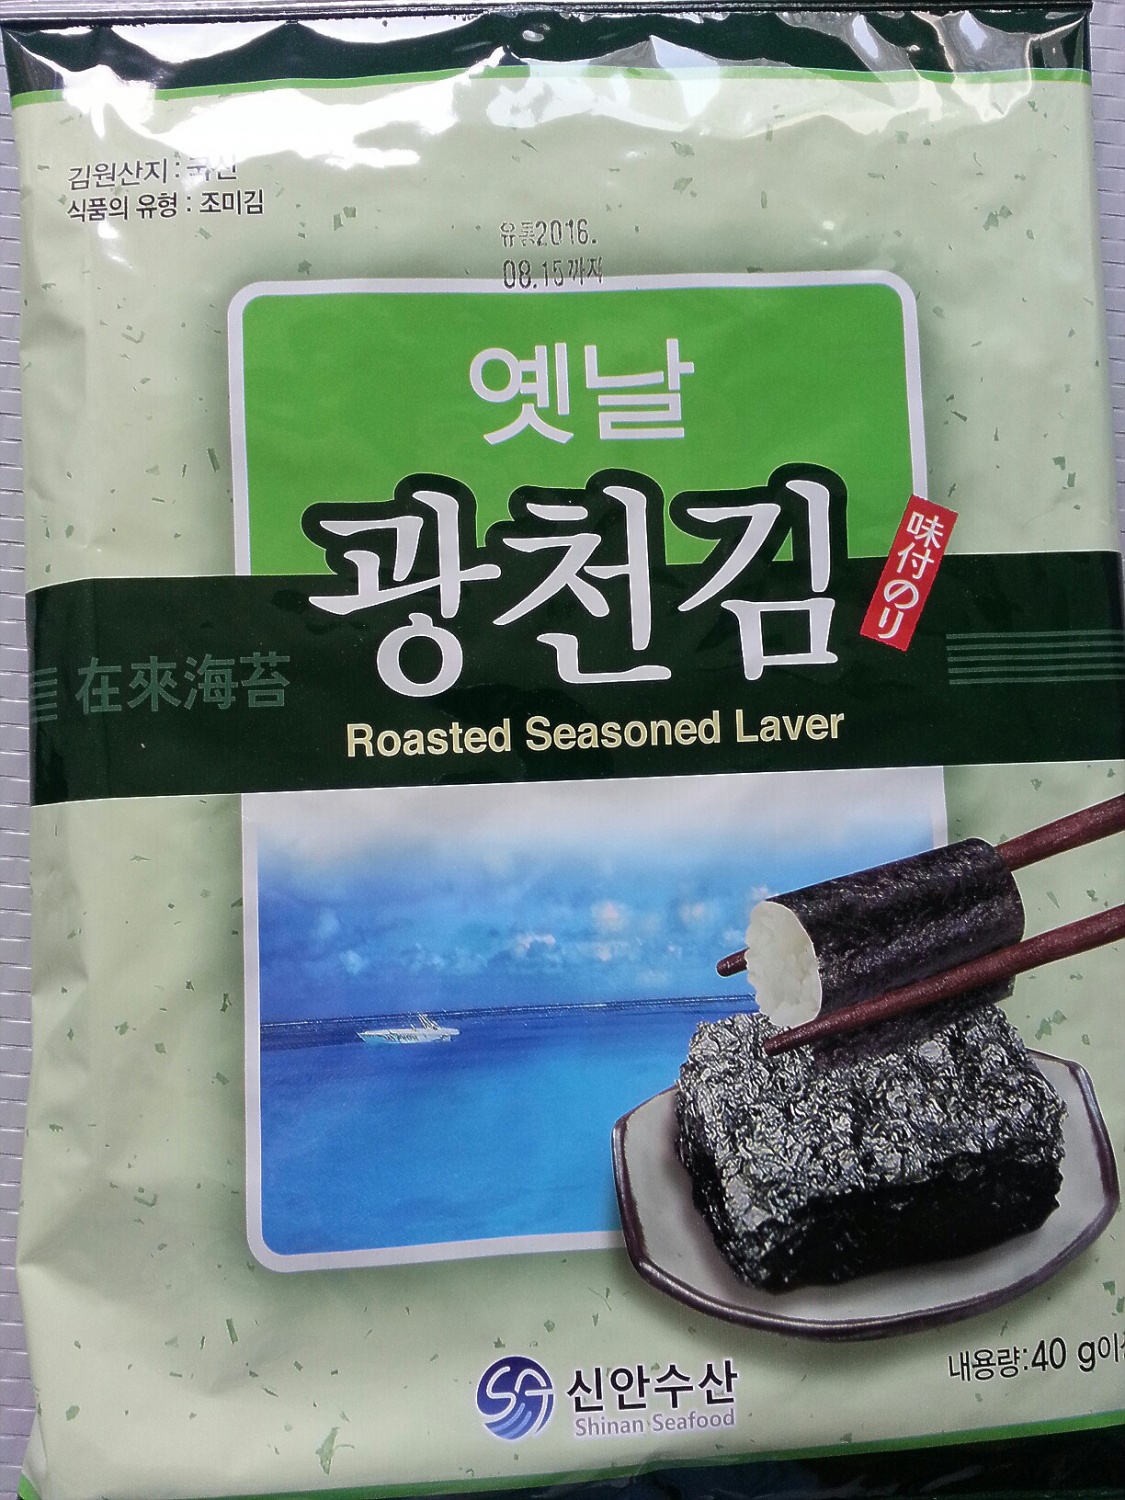 김원산지 : 국산
식품의 유형 : 조미김
유통2016.
08.15까지
옛날
광천김
味付のり
在來海苔
Roasted Seasoned Laver
내용량:40 g
신안수산
Shinan Seafood